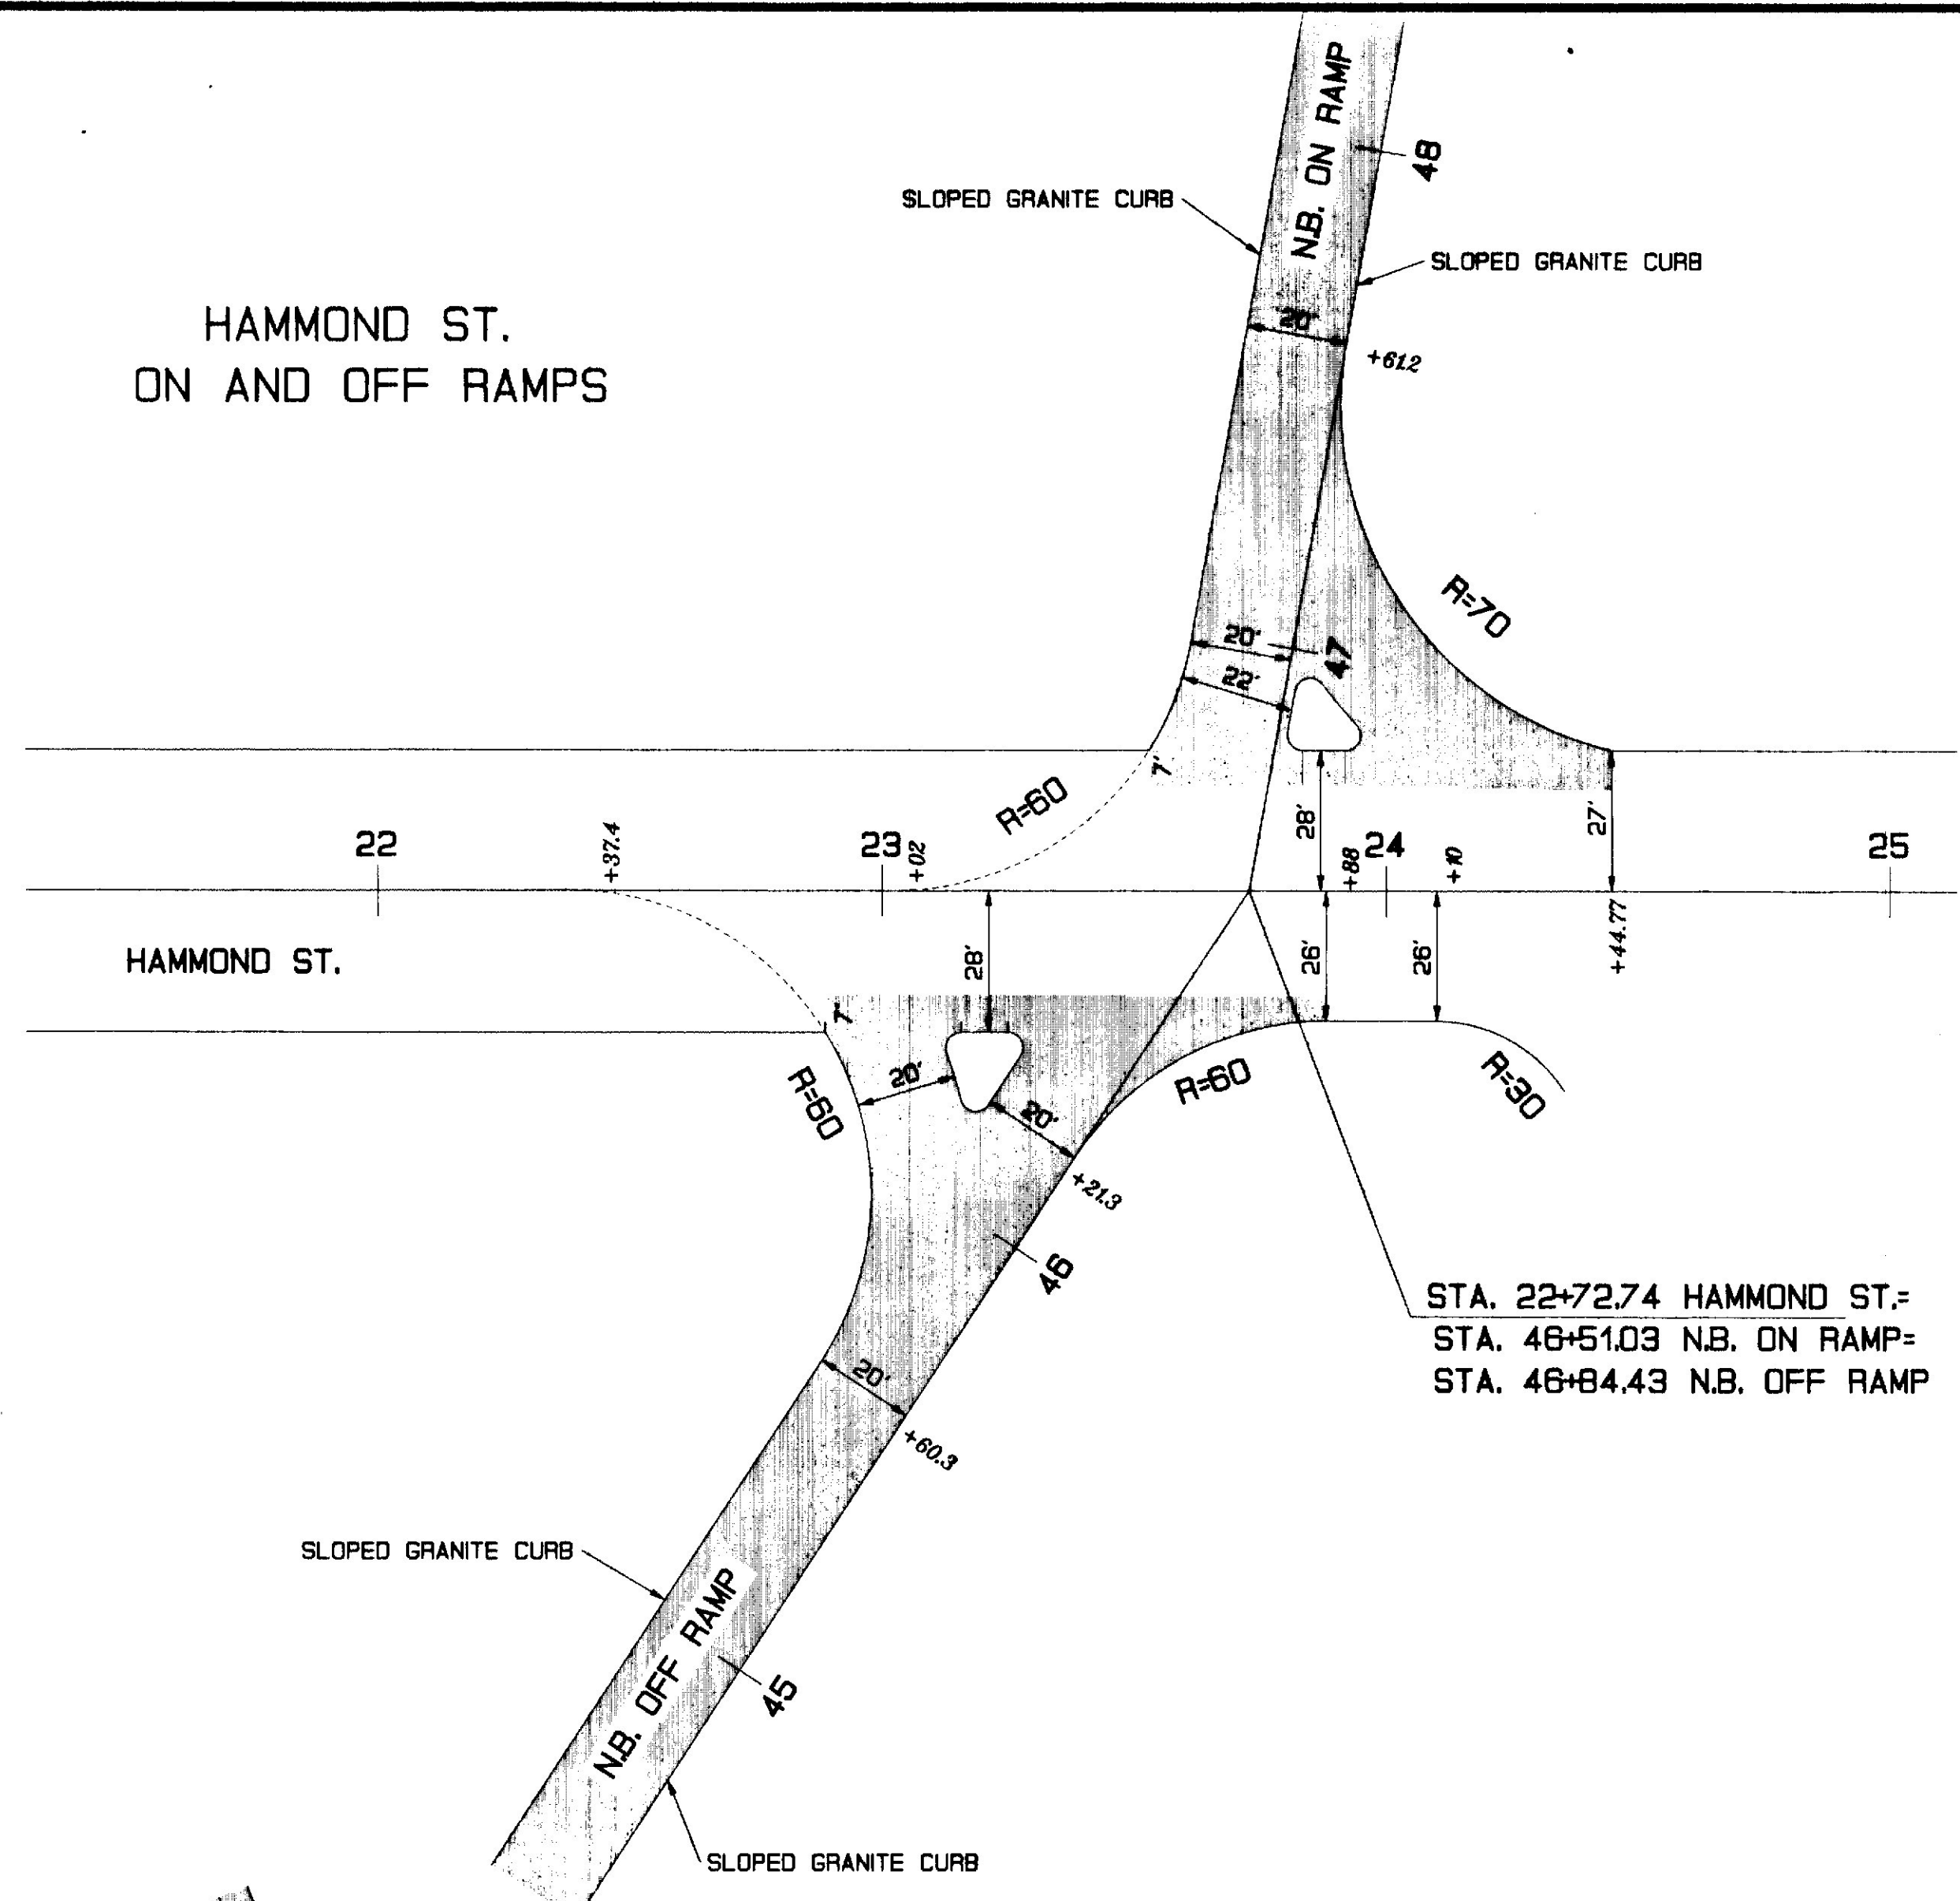 N.B. ON RAMP
48
SLOPED GRANITE CURB
SLOPED GRANITE CURB
HAMMOND ST.
ON AND OFF RAMPS
20'
+61.2
R=70
20'
47
22'
7'
R=60
28'
27'
22
+37.4
23
+02
+88
24
+10
25
HAMMOND ST.
28'
26'
26'
+44.77
7'
20'
R=60
20'
R=60
R=30
+21.3
46
STA. 22+72.74 HAMMOND ST.=
STA. 46+51.03 N.B. ON RAMP=
STA. 46+84.43 N.B. OFF RAMP
20'
+60.3
SLOPED GRANITE CURB
N.B. OFF RAMP
45
SLOPED GRANITE CURB